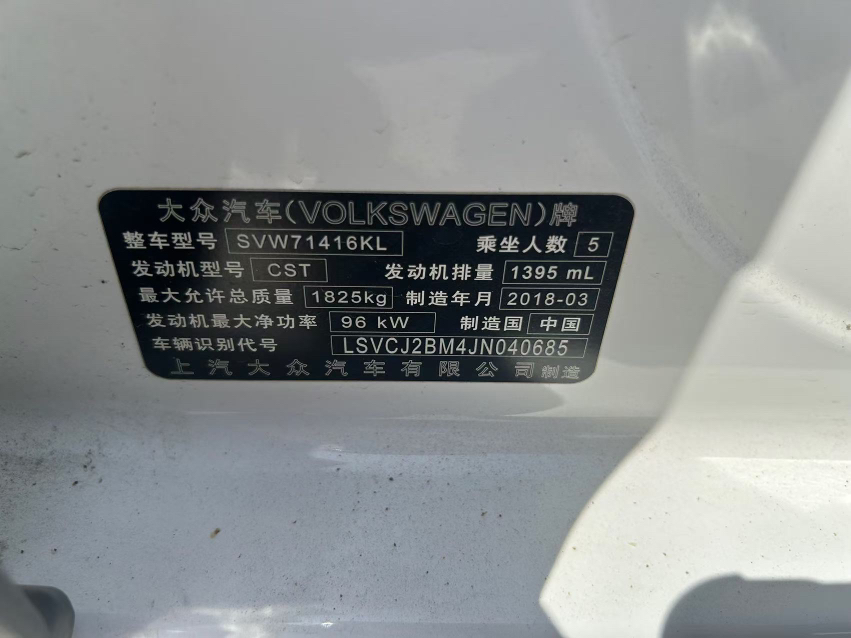 大众汽车(VOLKSWAGEN)牌
整车型号 SVW71416KL 乘坐人数 5
发动机型号 CST 发动机排量 1395 mL
最大允许总质量 1825kg 制造年月 2018-03
发动机最大净功率 96 kW 制造国 中国
车辆识别代号 LSVCJ2BM4JN040685
上汽大众汽车有限公司制造